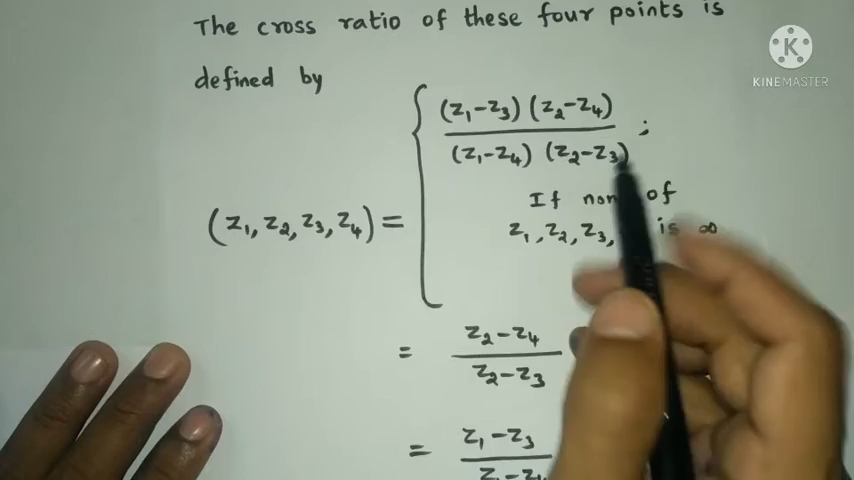 The cross ratio of these four points is
defined by
(z₁-z₃) (z₂-z₄)
(z₁-z₄) (z₂-z₃) ;
If of
(z₁, z₂, z₃, z₄) = z₁, z₂, z₃, is ∞
= z₂-z₄
z₂-z₃
= z₁-z₃
K
KINEMASTER